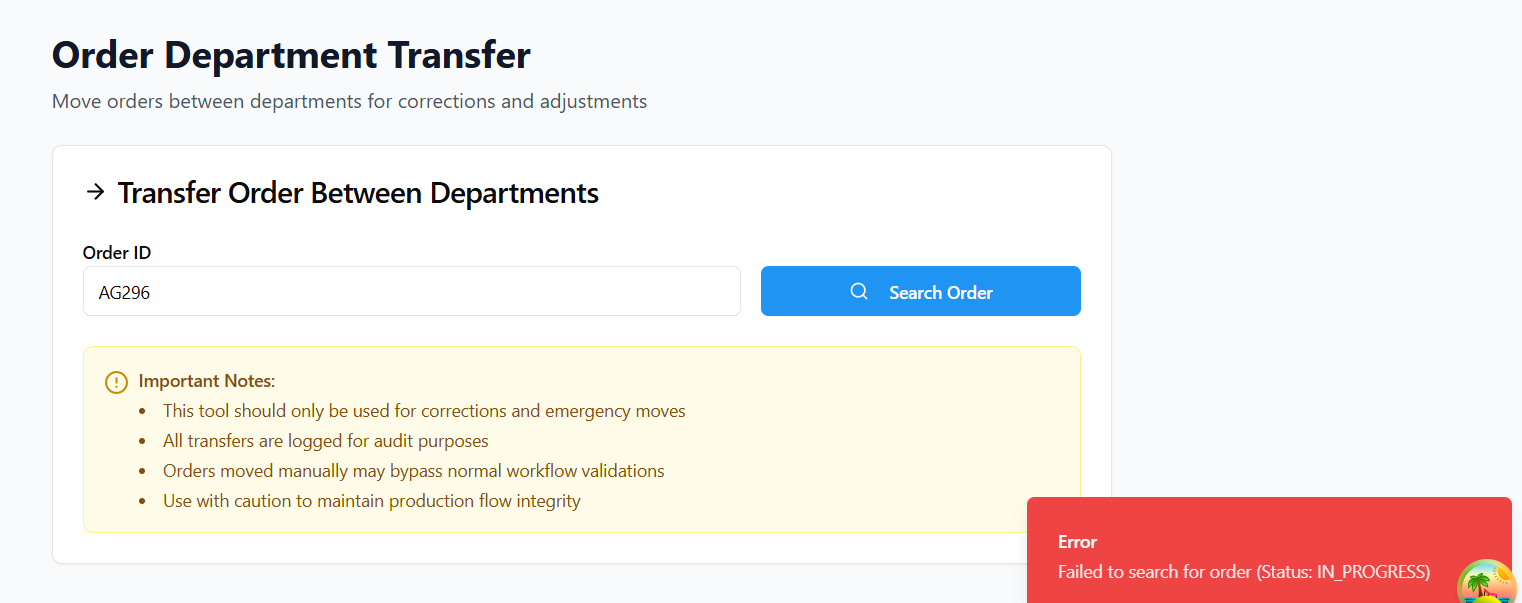 Order Department Transfer
Move orders between departments for corrections and adjustments
Transfer Order Between Departments
Order ID
AG296
Search Order
Important Notes:
This tool should only be used for corrections and emergency moves
All transfers are logged for audit purposes
Orders moved manually may bypass normal workflow validations
Use with caution to maintain production flow integrity
Error
Failed to search for order (Status: IN_PROGRESS)